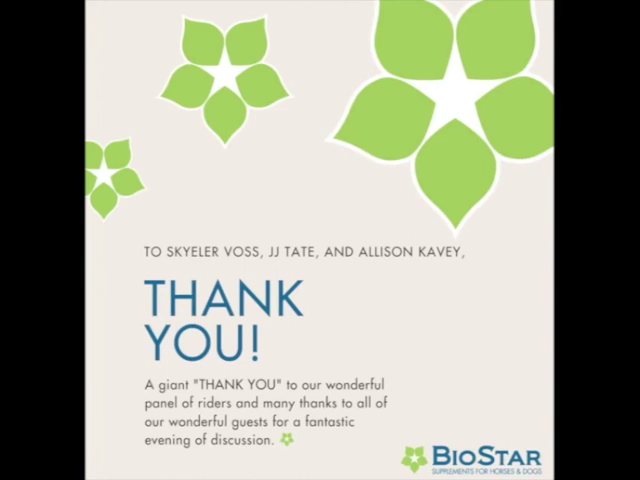 TO SKYELER VOSS, JJ TATE, AND ALLISON KAVEY,
THANK
YOU!
A giant "THANK YOU" to our wonderful
panel of riders and many thanks to all of
our wonderful guests for a fantastic
evening of discussion.
BIOSTAR
SUPPLEMENTS FOR HORSES & DOGS